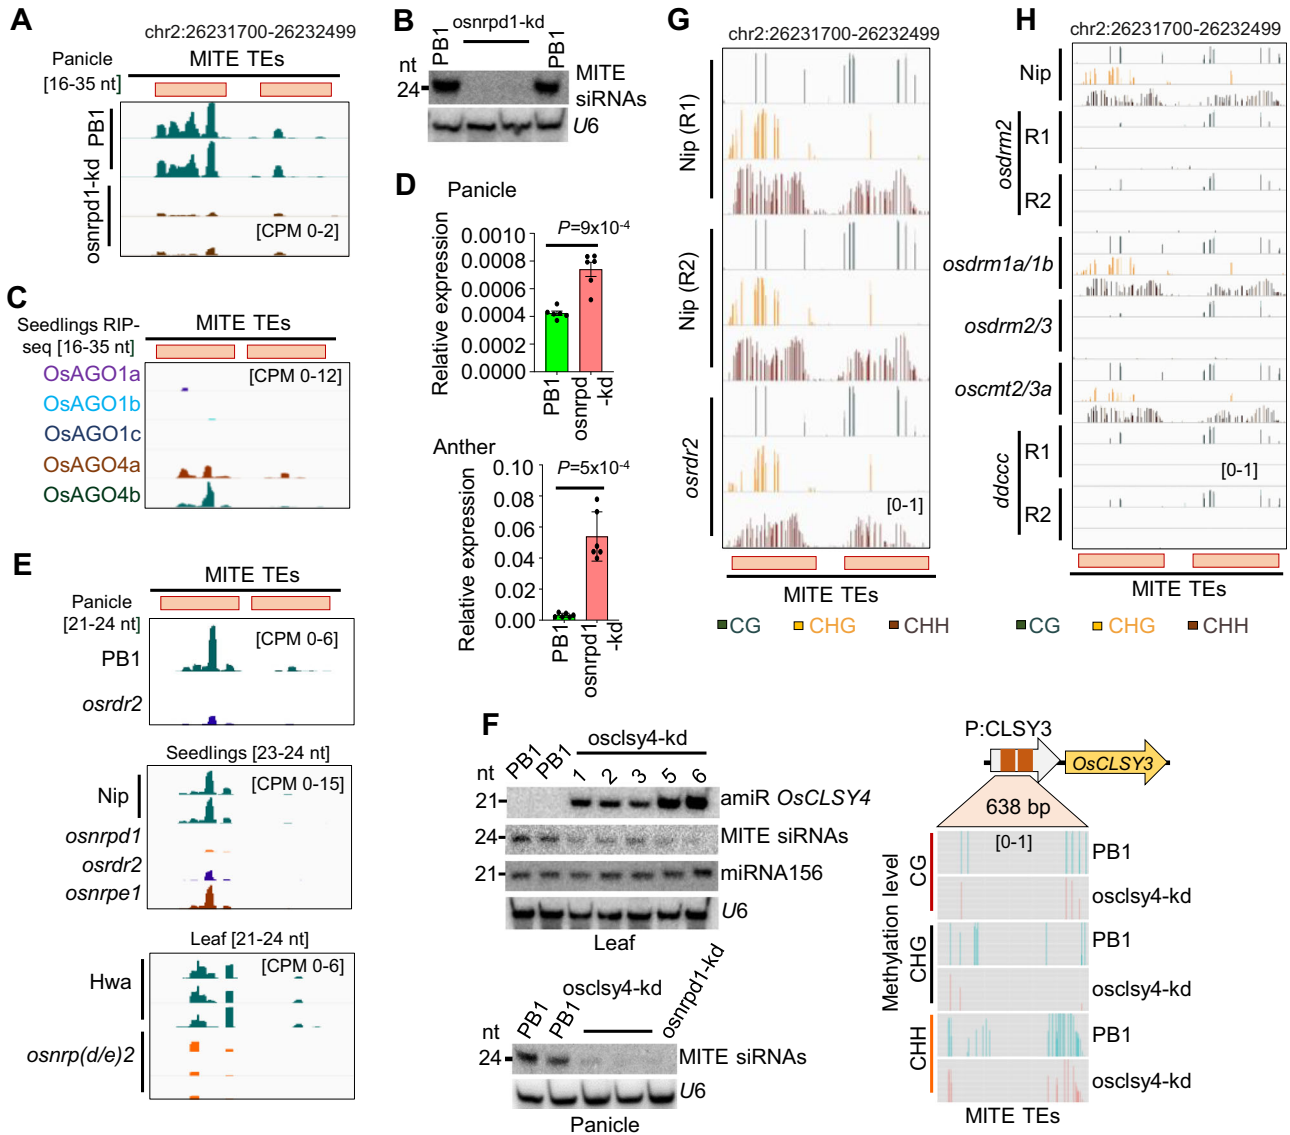 A
chr2:26231700-26232499
Panicle
[16-35 nt]
MITE TEs
PB1
osnrpd1-kd
[CPM 0-2]
B
osnrpd1-kd
PB1
PB1
nt
24
MITE
siRNAs
U6
C
Seedlings RIP-
seq [16-35 nt]
MITE TEs
OsAGO1a
OsAGO1b
OsAGO1c
OsAGO4a
OsAGO4b
[CPM 0-12]
D
Panicle
P=9x10-4
Relative expression
0.0010
0.0008
0.0006
0.0004
0.0002
0.0000
PB1
osnrpd
-kd
Anther
P=5x10-4
Relative expression
0.10
0.08
0.06
0.04
0.02
0.00
PB1
osnrpd1
-kd
E
MITE TEs
Panicle
[21-24 nt]
PB1
osrdr2
[CPM 0-6]
Seedlings [23-24 nt]
Nip
osnrpd1
osrdr2
osnrpe1
[CPM 0-15]
Leaf [21-24 nt]
Hwa
osnrp(d/e)2
[CPM 0-6]
F
osclsy4-kd
PB1
PB1
1
2
3
5
6
nt
21
amiR OsCLSY4
24
MITE siRNAs
21
miRNA156
U6
Leaf
osclsy4-kd
PB1
PB1
osnrpd1-kd
nt
24
MITE siRNAs
U6
Panicle
P:CLSY3
OsCLSY3
638 bp
[0-1]
Methylation level
CG
PB1
osclsy4-kd
CHG
PB1
osclsy4-kd
CHH
PB1
osclsy4-kd
MITE TEs
G
chr2:26231700-26232499
Nip (R1)
Nip (R2)
osrdr2
[0-1]
MITE TEs
CG
CHG
CHH
H
chr2:26231700-26232499
Nip
osdrm2
R1
R2
osdrm1a/1b
osdrm2/3
oscmt2/3a
ddccc
R1
R2
[0-1]
MITE TEs
CG
CHG
CHH